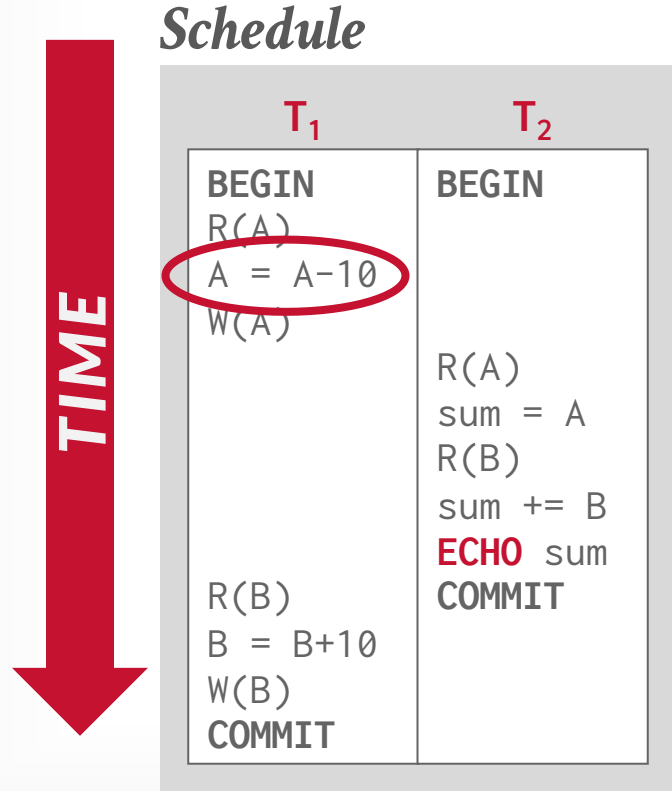 Schedule
TIME
T₁ T₂
BEGIN BEGIN
R(A)
A = A-10
W(A)
R(A)
sum = A
R(B)
sum += B
ECHO sum
R(B) COMMIT
B = B+10
W(B)
COMMIT